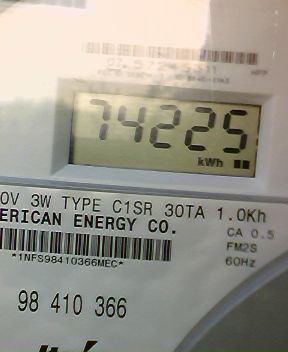 74225
kWh
0V 3W TYPE C1SR 30TA 1.0Kh
ERICAN ENERGY CO.
CA 0.5
*1NFS98410366MEC*
FM2S
60Hz
98 410 366